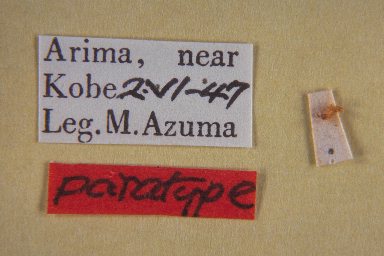 Arima, near
Kobe 2·VI-47
Leg. M. Azuma
paratype